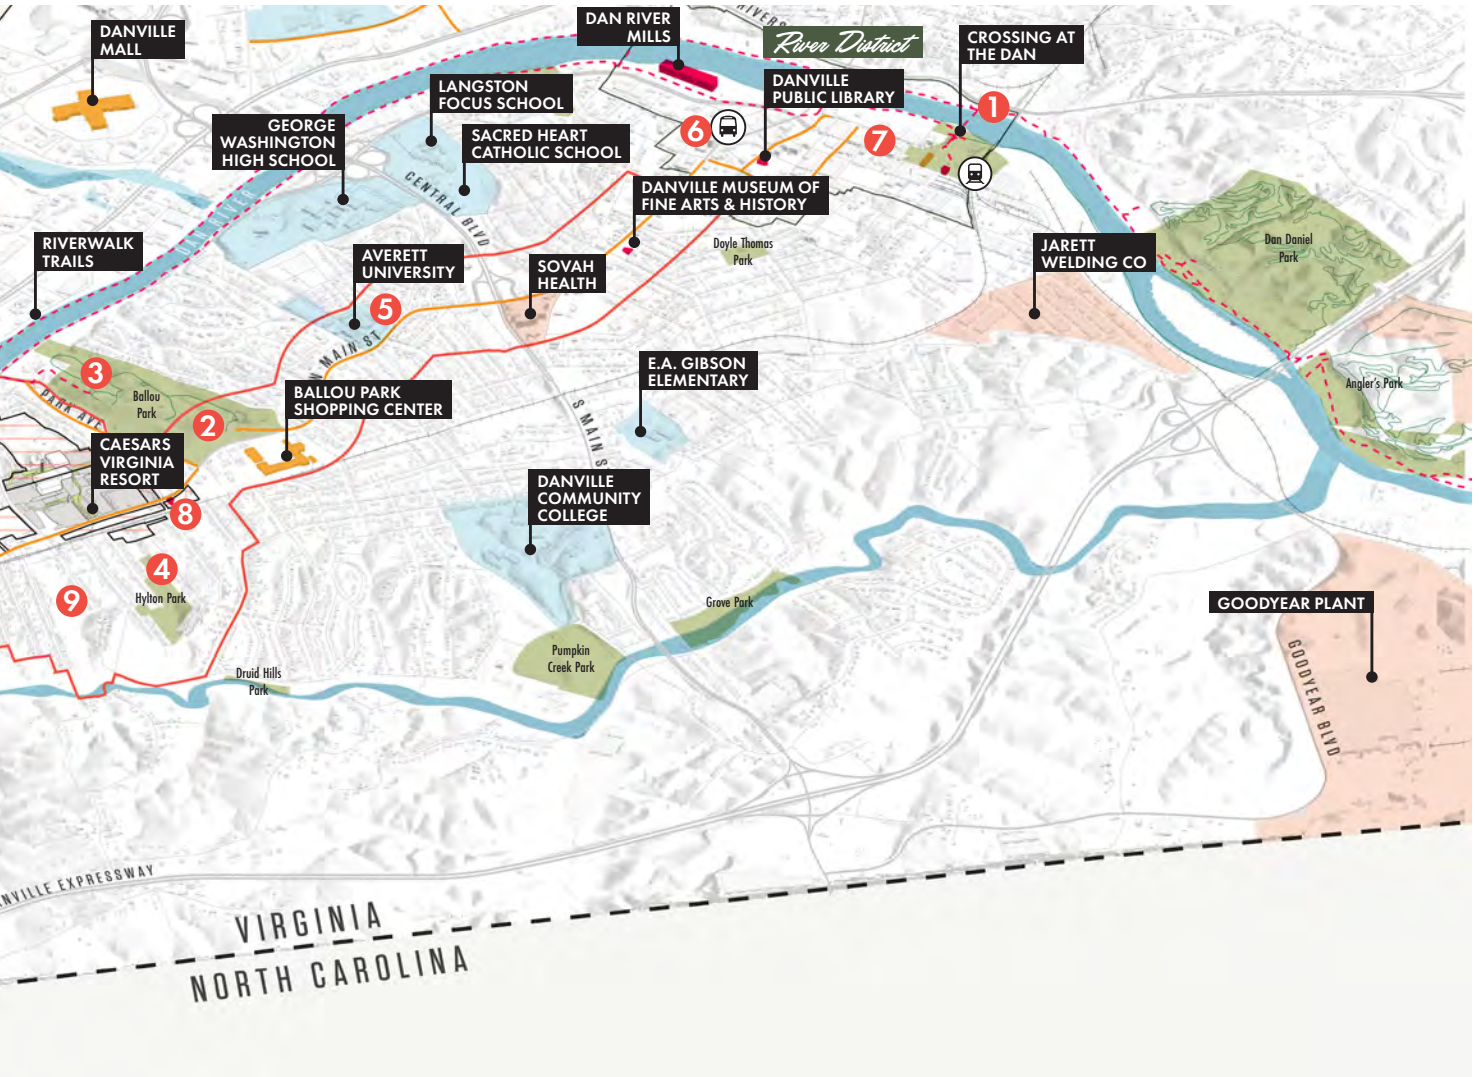 DANVILLE
MALL
DAN RIVER
MILLS
River District
CROSSING AT
THE DAN
LANGSTON
FOCUS SCHOOL
DANVILLE
PUBLIC LIBRARY
GEORGE
WASHINGTON
HIGH SCHOOL
SACRED HEART
CATHOLIC SCHOOL
1
6
7
CENTRAL BLVD
DANVILLE MUSEUM OF
FINE ARTS & HISTORY
RIVERWALK
TRAILS
AVERETT
UNIVERSITY
SOVAH
HEALTH
Doyle Thomas
Park
JARETT
WELDING CO
Dan Daniel
Park
5
N MAIN ST
3
Ballou
Park
PARK AVE
2
BALLOU PARK
SHOPPING CENTER
E.A. GIBSON
ELEMENTARY
Angler's Park
S MAIN S
CAESARS
VIRGINIA
RESORT
8
DANVILLE
COMMUNITY
COLLEGE
4
9
Hylton Park
Grove Park
GOODYEAR PLANT
Pumpkin
Creek Park
Druid Hills
Park
GOODYEAR BLVD
NVILLE EXPRESSWAY
VIRGINIA
NORTH CAROLINA